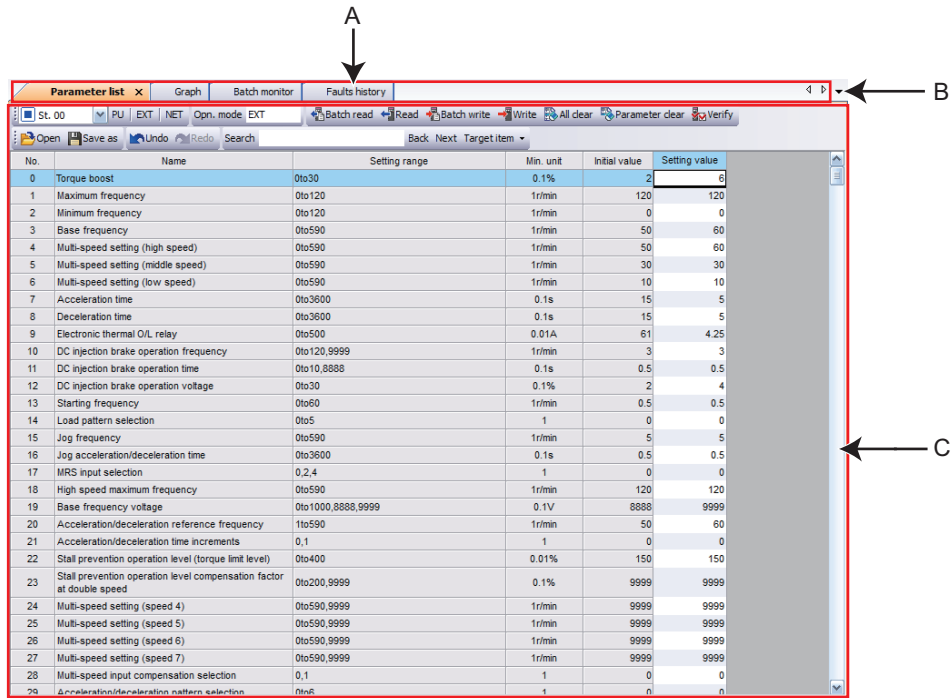 A
Parameter list × Graph Batch monitor Faults history
B
St. 00 PU EXT NET Opn. mode EXT Batch read Read Batch write Write All clear Parameter clear Verify
Open Save as Undo Redo Search Back Next Target item
No. Name Setting range Min. unit Initial value Setting value
0 Torque boost 0to30 0.1% 2 6
1 Maximum frequency 0to120 1r/min 120 120
2 Minimum frequency 0to120 1r/min 0 0
3 Base frequency 0to590 1r/min 50 60
4 Multi-speed setting (high speed) 0to590 1r/min 50 60
5 Multi-speed setting (middle speed) 0to590 1r/min 30 30
6 Multi-speed setting (low speed) 0to590 1r/min 10 10
7 Acceleration time 0to3600 0.1s 15 5
8 Deceleration time 0to3600 0.1s 15 5
9 Electronic thermal O/L relay 0to500 0.01A 61 4.25
10 DC injection brake operation frequency 0to120,9999 1r/min 3 3
11 DC injection brake operation time 0to10,8888 0.1s 0.5 0.5
12 DC injection brake operation voltage 0to30 0.1% 2 4
13 Starting frequency 0to60 1r/min 0.5 0.5
14 Load pattern selection 0to5 1 0 0
15 Jog frequency 0to590 1r/min 5 5
C
16 Jog acceleration/deceleration time 0to3600 0.1s 0.5 0.5
17 MRS input selection 0,2,4 1 0 0
18 High speed maximum frequency 0to590 1r/min 120 120
19 Base frequency voltage 0to1000,8888,9999 0.1V 8888 9999
20 Acceleration/deceleration reference frequency 1to590 1r/min 50 60
21 Acceleration/deceleration time increments 0,1 1 0 0
22 Stall prevention operation level (torque limit level) 0to400 0.01% 150 150
23 Stall prevention operation level compensation factor
at double speed 0to200,9999 0.1% 9999 9999
24 Multi-speed setting (speed 4) 0to590,9999 1r/min 9999 9999
25 Multi-speed setting (speed 5) 0to590,9999 1r/min 9999 9999
26 Multi-speed setting (speed 6) 0to590,9999 1r/min 9999 9999
27 Multi-speed setting (speed 7) 0to590,9999 1r/min 9999 9999
28 Multi-speed input compensation selection 0,1 1 0 0
29 Acceleration/deceleration pattern selection 0to6 1 0 0